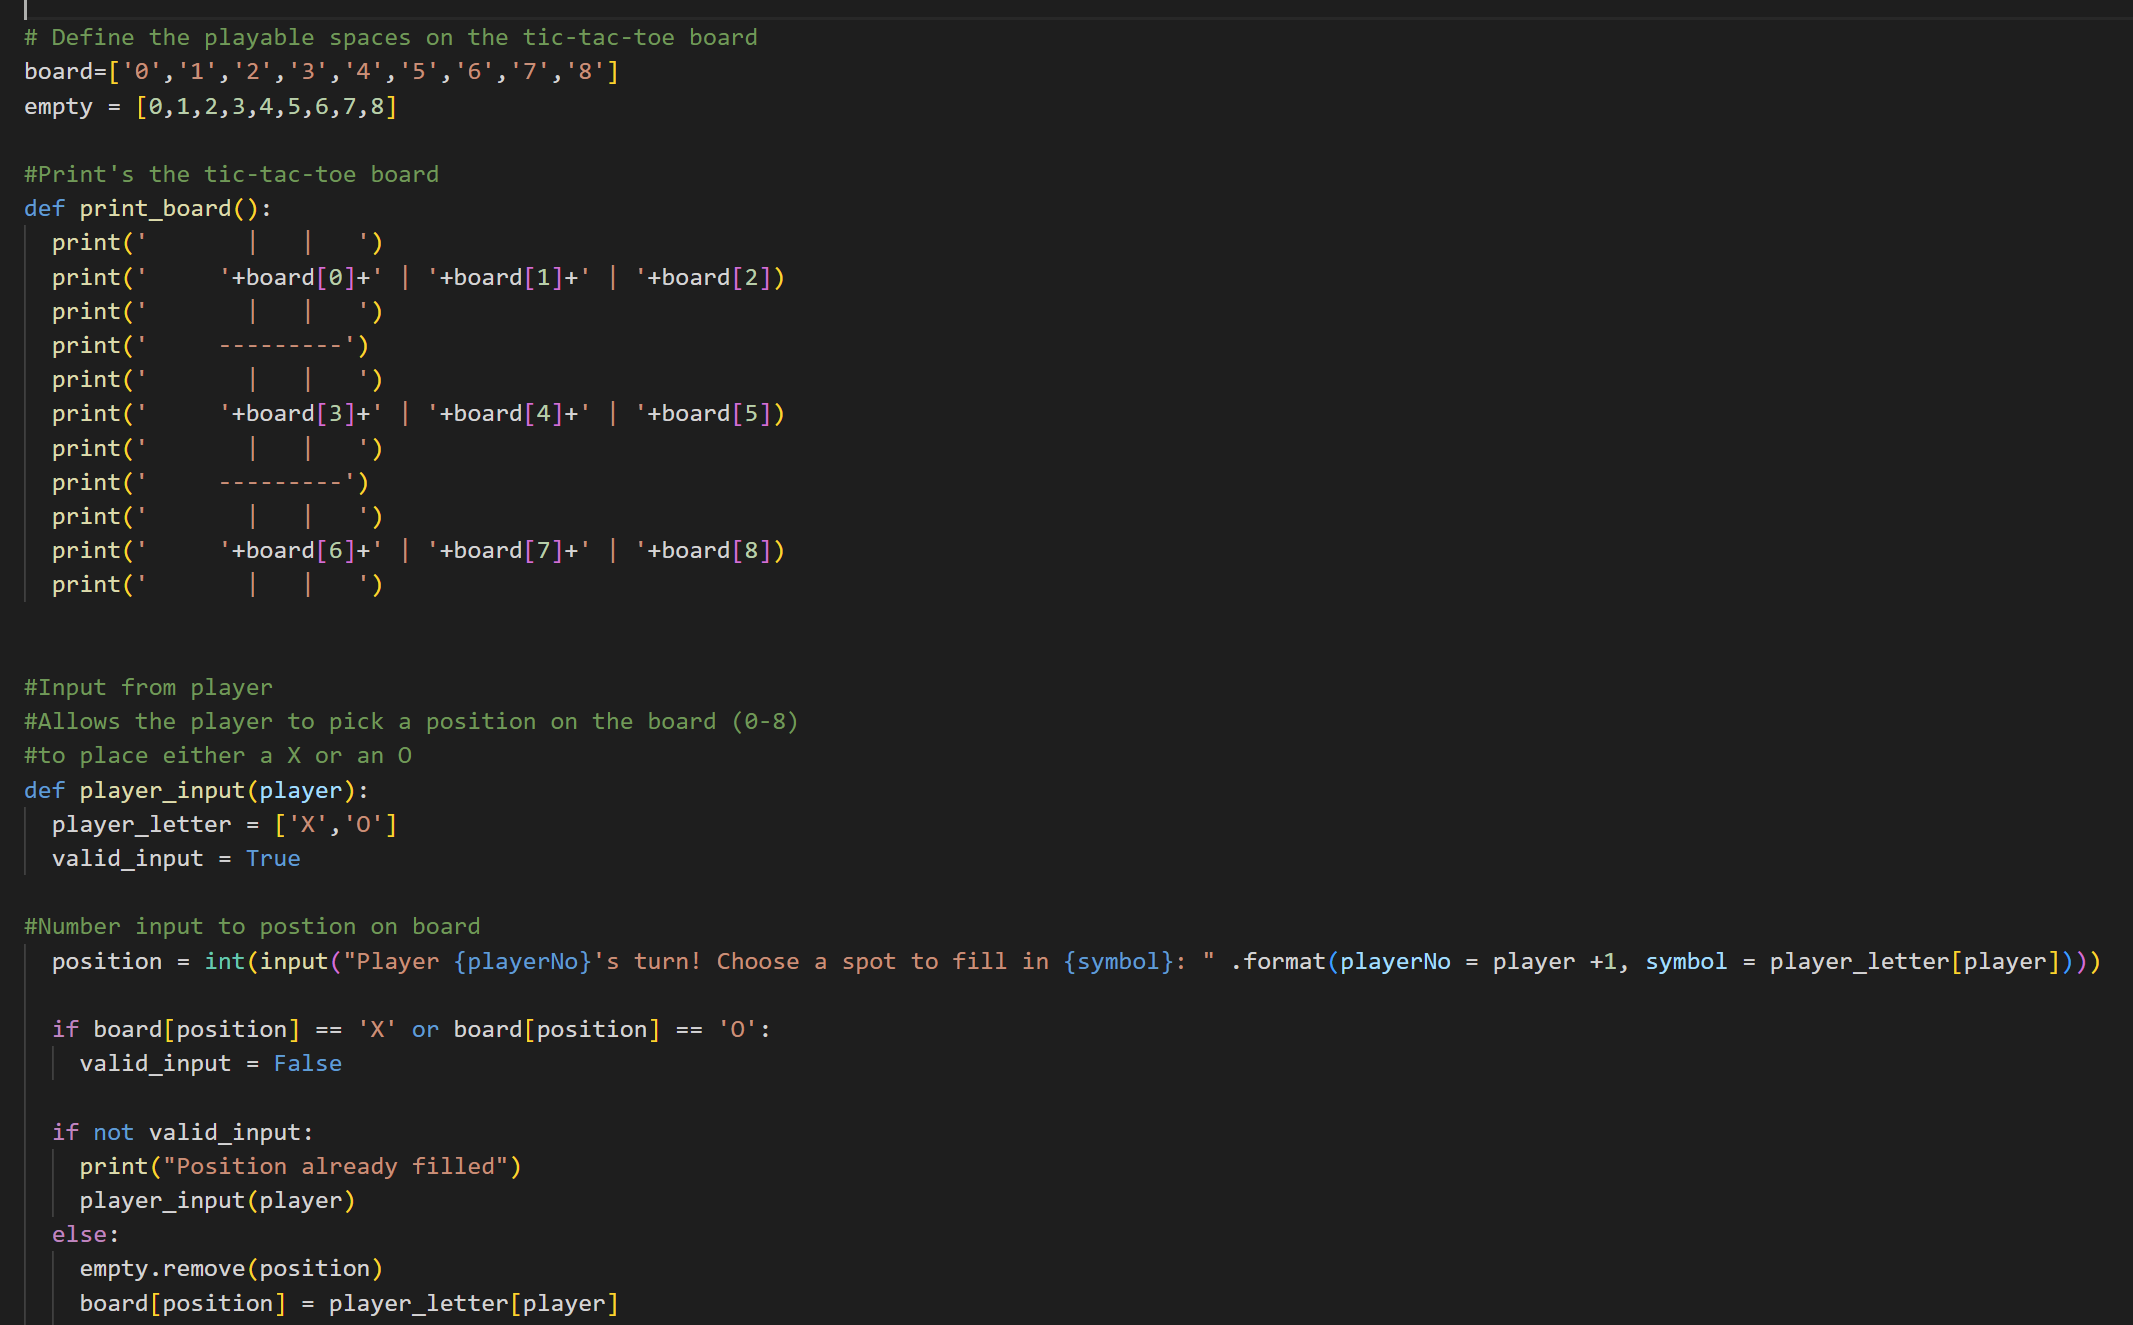 # Define the playable spaces on the tic-tac-toe board
board=['0','1','2','3','4','5','6','7','8']
empty = [0,1,2,3,4,5,6,7,8]
#Print's the tic-tac-toe board
def print_board():
  print('       |   |   ')
  print('     '+board[0]+' | '+board[1]+' | '+board[2])
  print('       |   |   ')
  print('     ---------')
  print('       |   |   ')
  print('     '+board[3]+' | '+board[4]+' | '+board[5])
  print('       |   |   ')
  print('     ---------')
  print('       |   |   ')
  print('     '+board[6]+' | '+board[7]+' | '+board[8])
  print('       |   |   ')
#Input from player
#Allows the player to pick a position on the board (0-8)
#to place either a X or an O
def player_input(player):
  player_letter = ['X','O']
  valid_input = True
#Number input to postion on board
  position = int(input("Player {playerNo}'s turn! Choose a spot to fill in {symbol}: " .format(playerNo = player +1, symbol = player_letter[player])))
  if board[position] == 'X' or board[position] == 'O':
    valid_input = False
  if not valid_input:
    print("Position already filled")
    player_input(player)
  else:
    empty.remove(position)
    board[position] = player_letter[player]